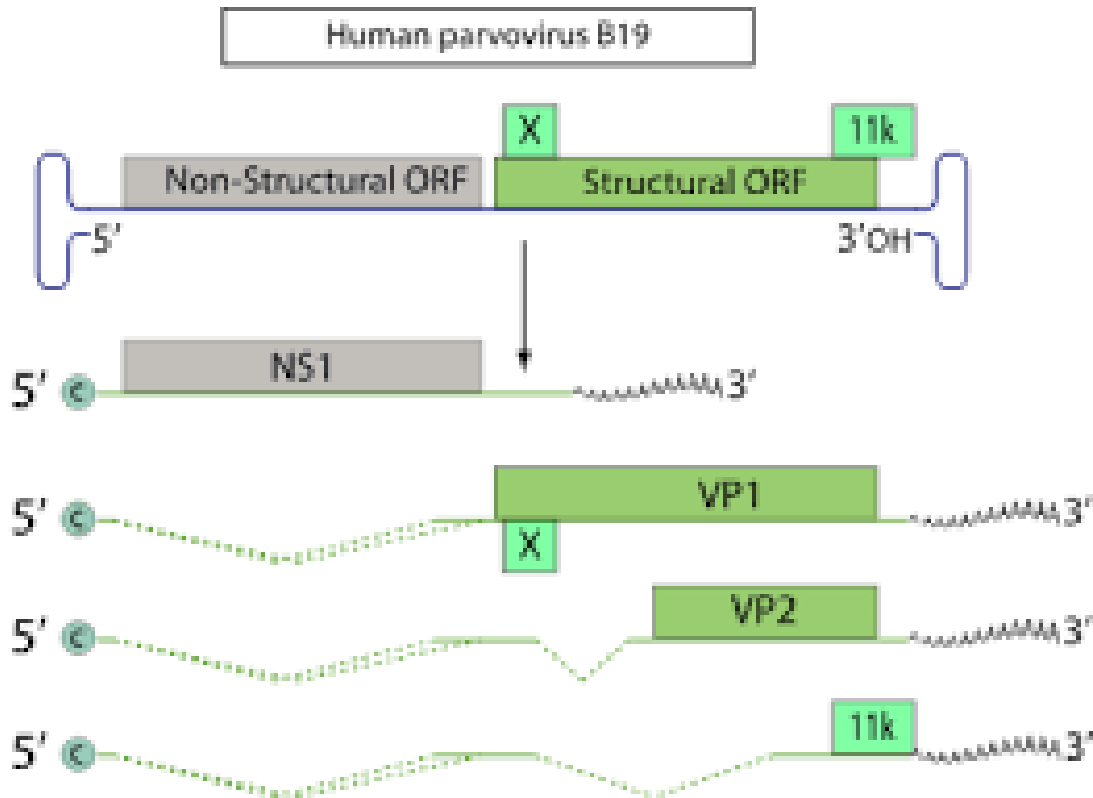 Human parvovirus B19
X 11k
Non-Structural ORF Structural ORF
5' 3'OH
NS1
5' c 3'
VP1
5' c 3'
X
VP2
5' c 3'
11k
5' c 3'